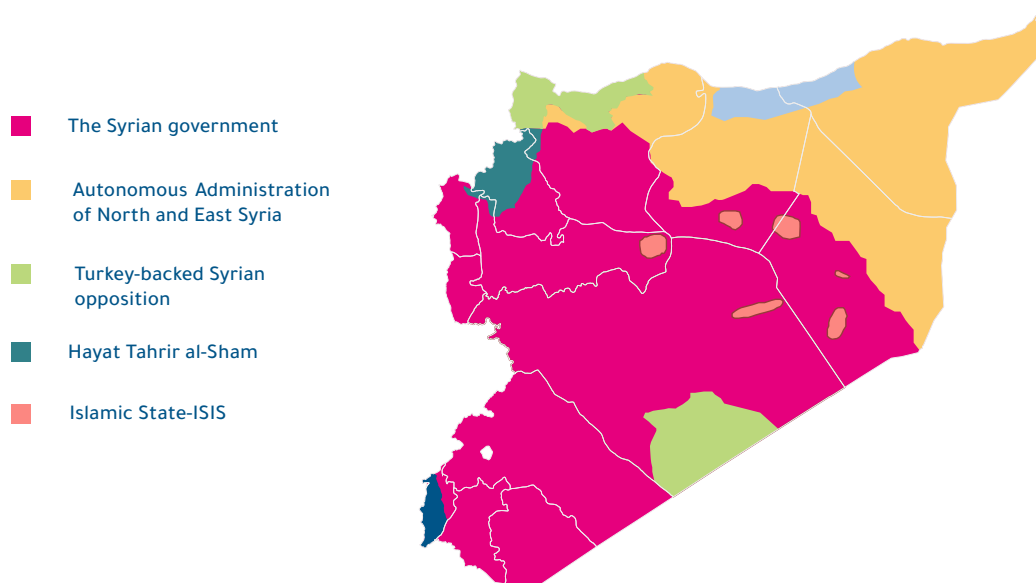 The Syrian government
Autonomous Administration
of North and East Syria
Turkey-backed Syrian
opposition
Hayat Tahrir al-Sham
Islamic State-ISIS